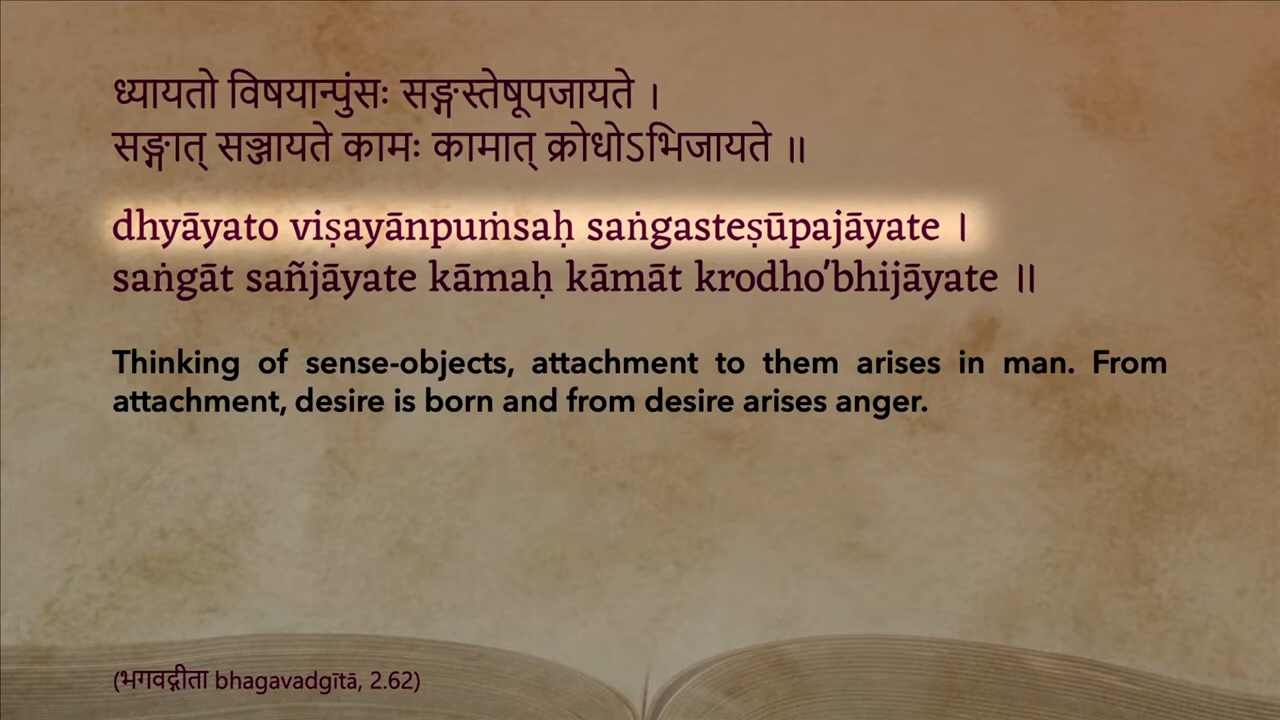 ध्यायतो विषयान्पुंसः सङ्गस्तेषूपजायते ।
सङ्गात् सञ्जायते कामः कामात् क्रोधोऽभिजायते ॥
dhyāyato viṣayānpuṁsaḥ saṅgasteṣūpajāyate ।
saṅgāt sañjāyate kāmaḥ kāmāt krodho’bhijāyate ॥
Thinking of sense-objects, attachment to them arises in man. From
attachment, desire is born and from desire arises anger.
(भगवद्गीता bhagavadgītā, 2.62)